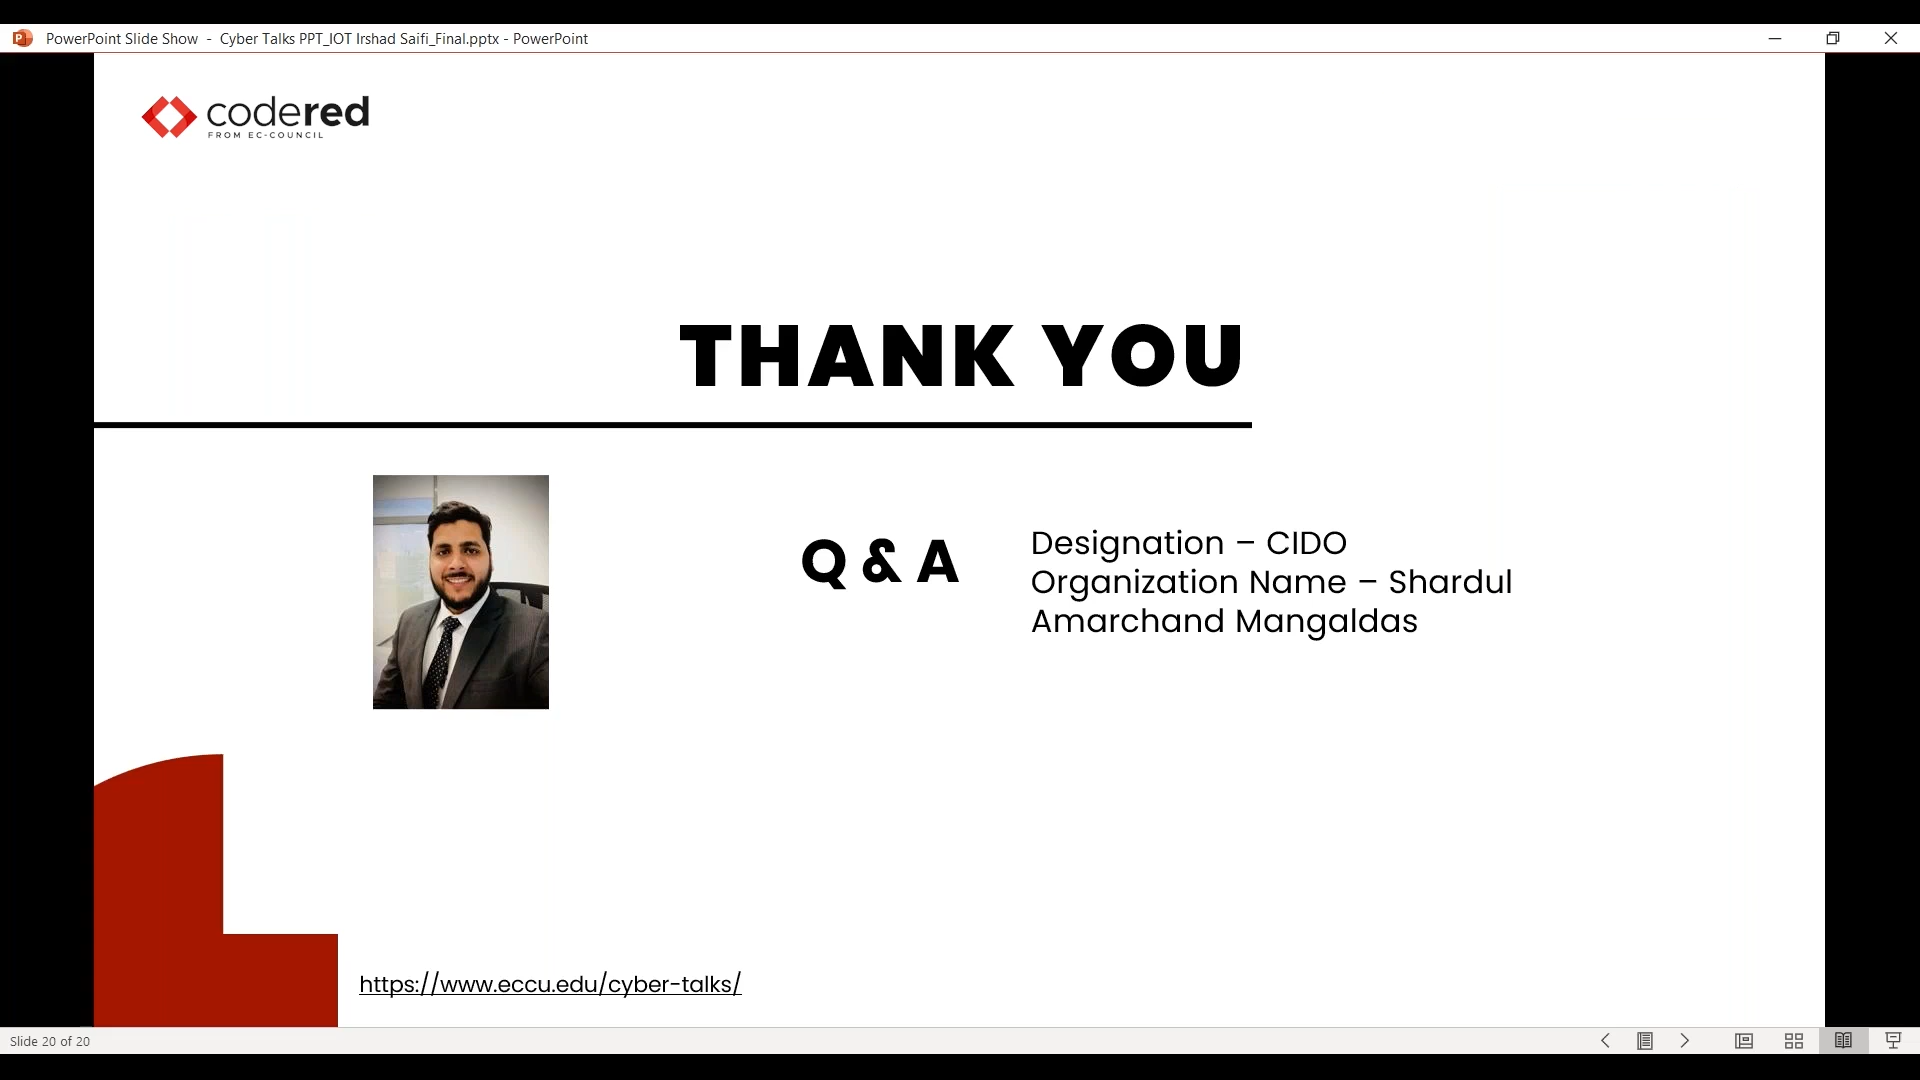 PowerPoint Slide Show - Cyber Talks PPT_IOT Irshad Saifi_Final.pptx - PowerPoint
codered
FROM EC-COUNCIL
THANK YOU
Q & A
Designation – CIDO
Organization Name – Shardul
Amarchand Mangaldas
https://www.eccu.edu/cyber-talks/
Slide 20 of 20